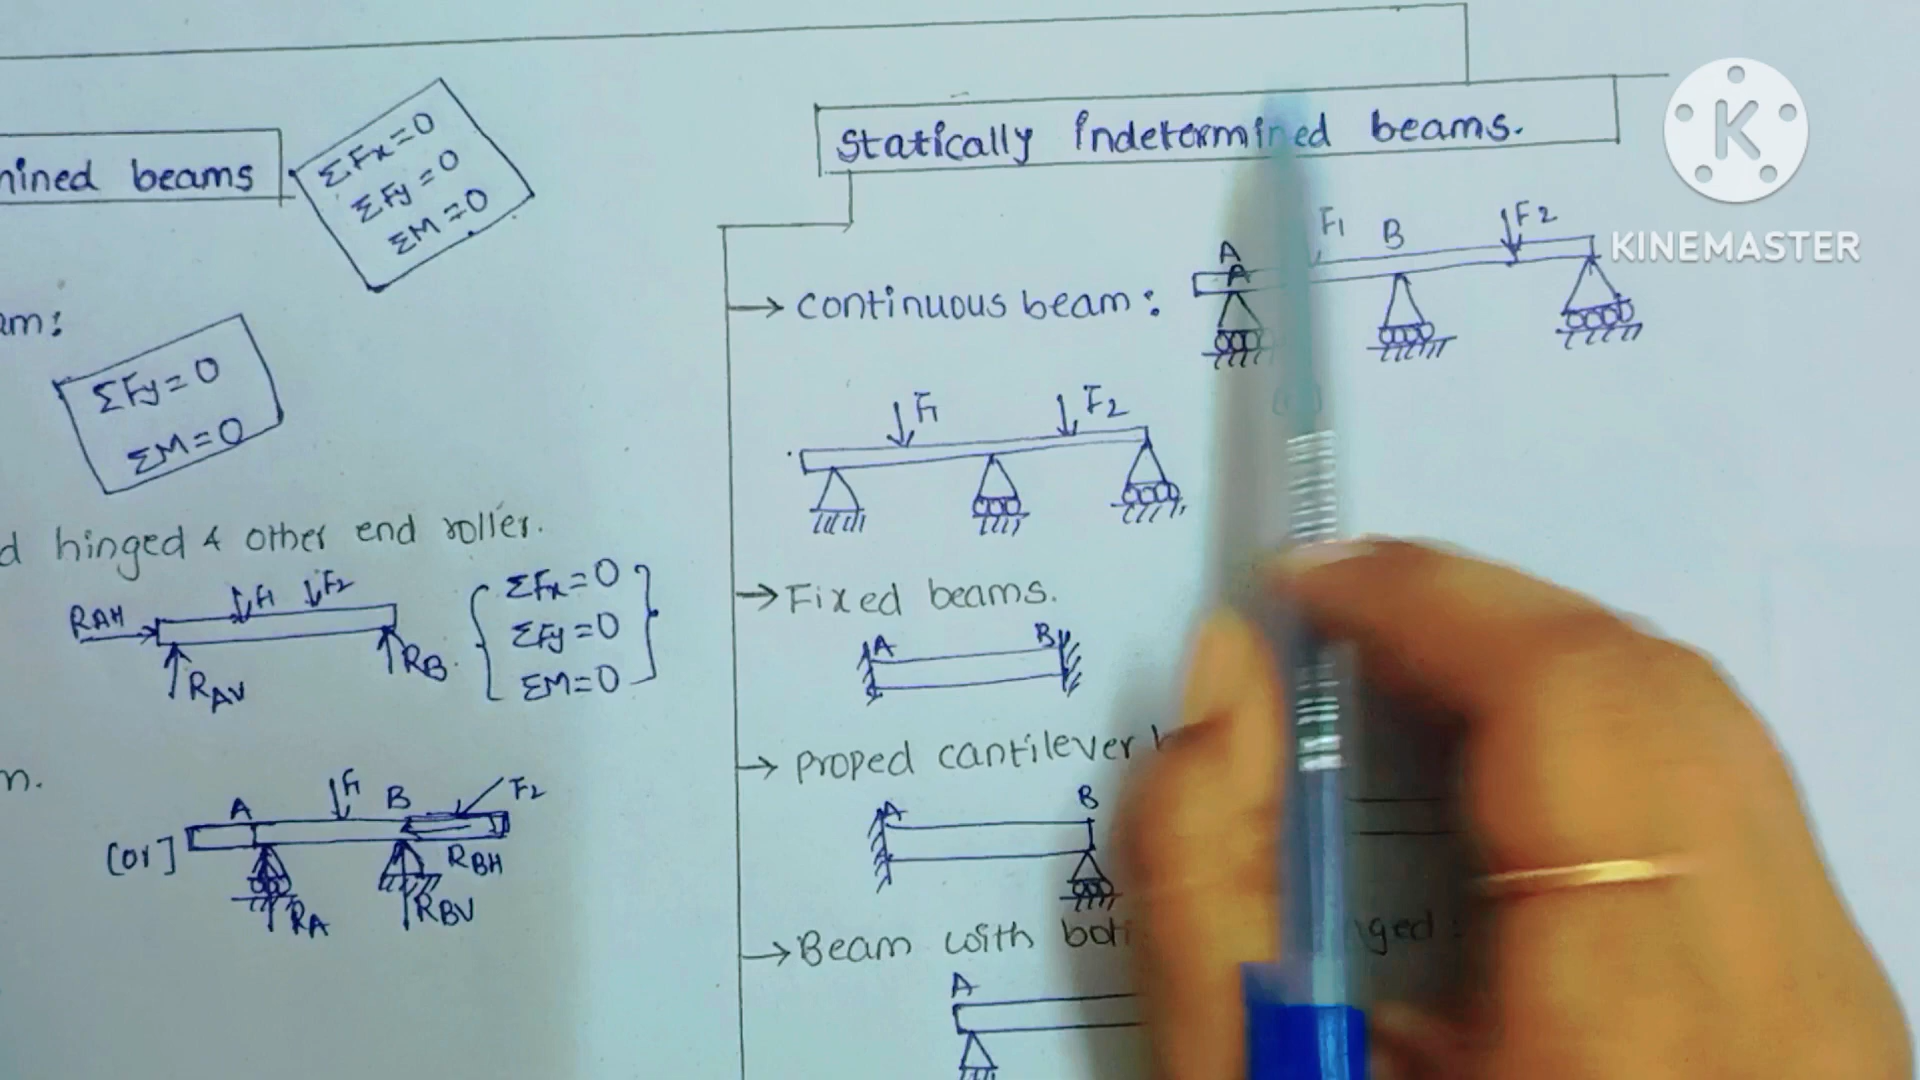 mined beams
ΣFx=0
ΣFy=0
ΣM=0
am:
ΣFy=0
ΣM=0
d hinged & other end roller.
RAH
F1
F2
RAV
RB.
ΣFx=0
ΣFy=0
ΣM=0
n.
[or]
A
F1
B
F2
RBH
RA
RBV
Statically indetermined beams.
continuous beam:
A
A
F1
B
F2
F1
F2
Fixed beams.
A
B
Proped cantilever
A
B
Beam with
A
K
KINEMASTER